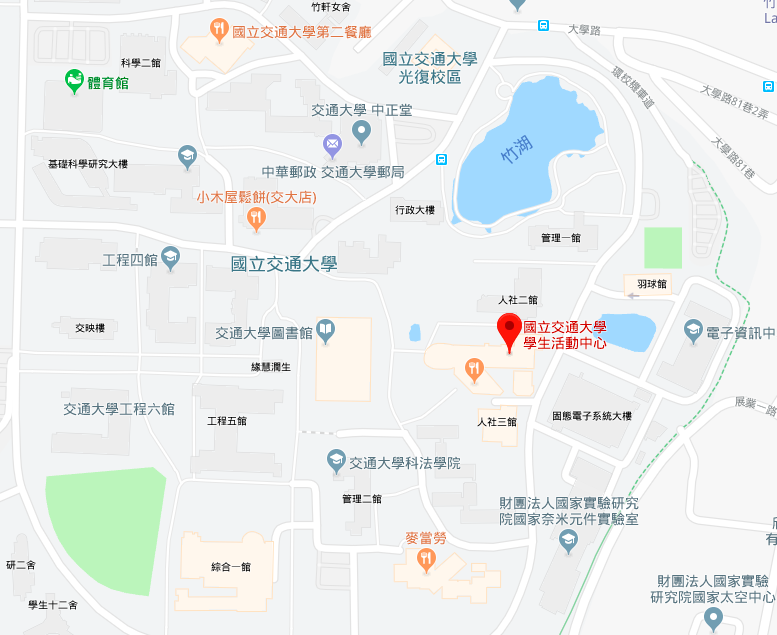 竹軒女舍
竹
La
國立交通大學第二餐廳
大學路
科學二館
國立交通大學
光復校區
體育館
環校機車道
大學路81巷2弄
交通大學 中正堂
竹湖
大學路81巷
基礎科學研究大樓
中華郵政 交通大學郵局
小木屋鬆餅(交大店)
行政大樓
管理一館
工程四館
國立交通大學
羽球館
人社二館
交映樓
交通大學圖書館
國立交通大學
學生活動中心
電子資訊中
緣慧潤生
交通大學工程六館
工程五館
人社三館
固態電子系統大樓
展業一路
交通大學科法學院
管理二館
財團法人國家實驗研究
院國家奈米元件實驗室
麥當勞
有
研二舍
綜合一館
財團法人國家實驗
研究院國家太空中心
學生十二舍